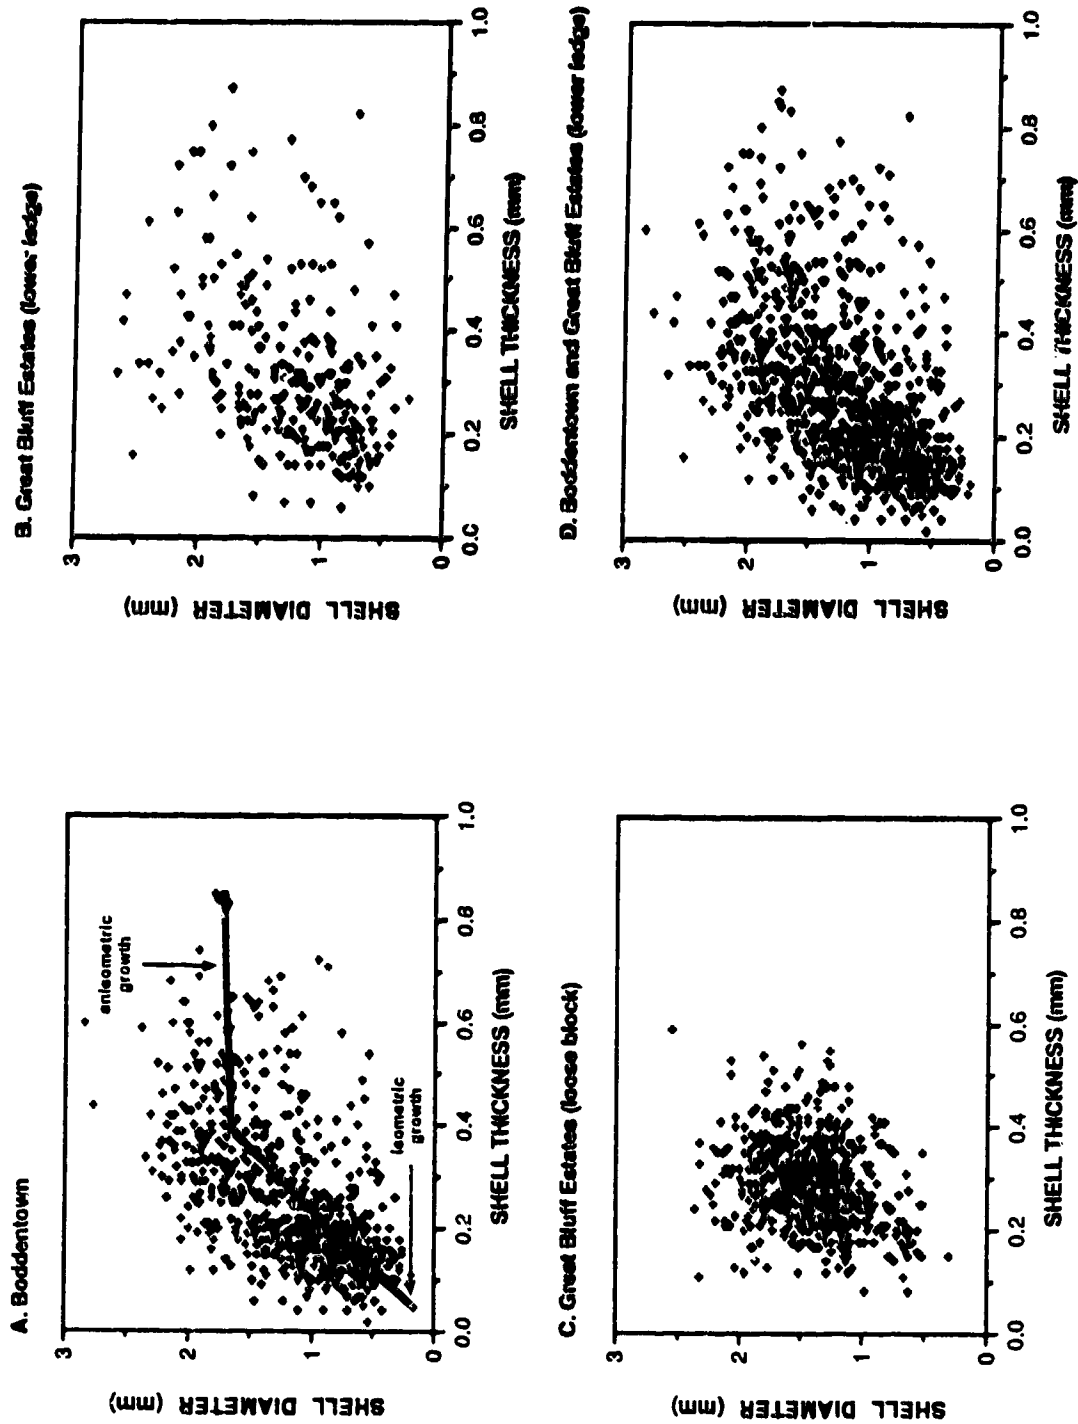 A. Boddentown
SHELL DIAMETER (mm)
3
2
1
0
anisometric
growth
isometric
growth
0.0
0.2
0.4
0.6
0.8
1.0
SHELL THICKNESS (mm)
B. Great Bluff Estates (lower ledge)
SHELL DIAMETER (mm)
3
2
1
0
0.0
0.2
0.4
0.6
0.8
1.0
SHELL THICKNESS (mm)
C. Great Bluff Estates (loose block)
SHELL DIAMETER (mm)
3
2
1
0
0.0
0.2
0.4
0.6
0.8
1.0
SHELL THICKNESS (mm)
D. Boddentown and Great Bluff Estates (lower ledge)
SHELL DIAMETER (mm)
3
2
1
0
0.0
0.2
0.4
0.6
0.8
1.0
SHELL THICKNESS (mm)